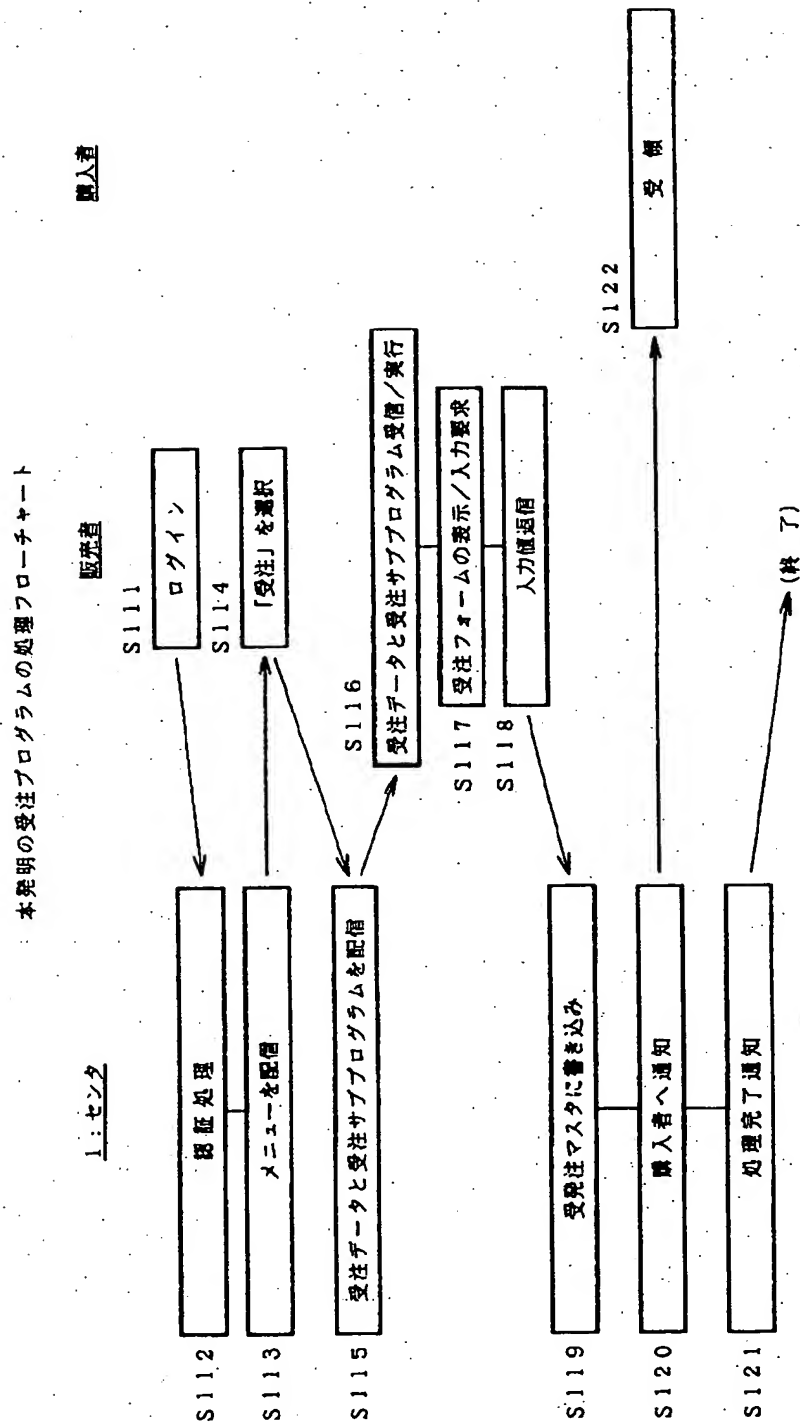 本発明の受注プログラムの処理フローチャート
1：センタ
販売者
購入者
S111
ログイン
S112
認証処理
S113
メニューを配信
S114
「受注」を選択
S115
受注データと受注サブプログラムを配信
S116
受注データと受注サブプログラム受信／実行
S117
受注フォームの表示／入力要求
S118
入力値返信
S119
受発注マスタに書き込み
S120
購入者へ通知
S122
受領
S121
処理完了通知
(終 了)